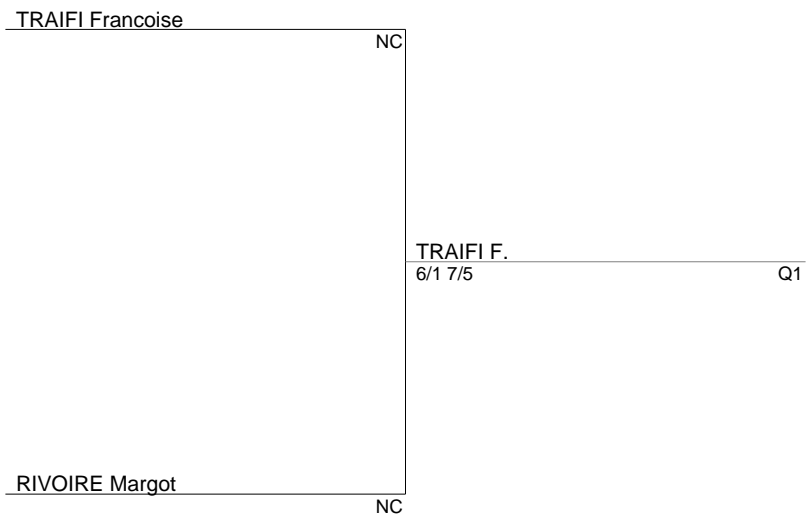 TRAIFI Francoise
NC
TRAIFI F.
6/1 7/5 Q1
RIVOIRE Margot
NC